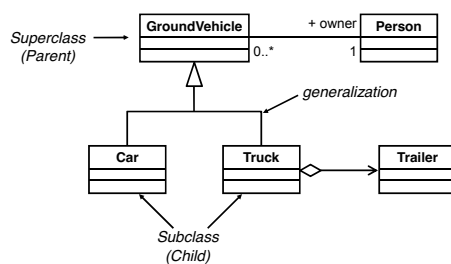 GroundVehicle
+ owner
Person
Superclass
(Parent)
0..*
1
generalization
Car
Truck
Trailer
Subclass
(Child)